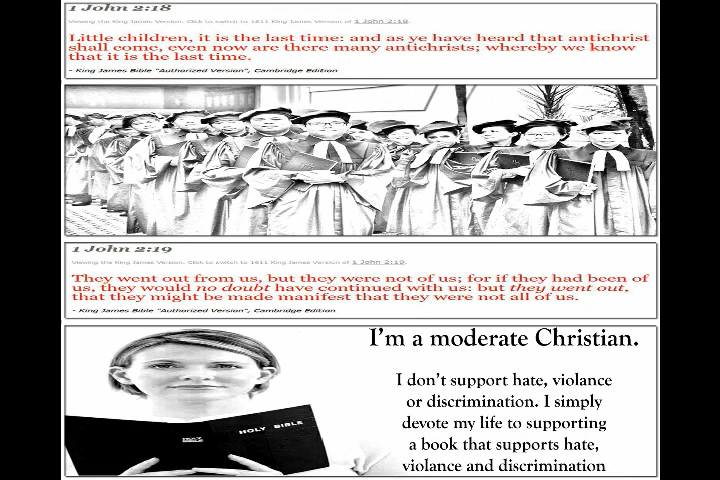 1 John 2:18
Viewing the King James Version. Click to switch to 1611 King James Version of 1 John 2:18.
Little children, it is the last time: and as ye have heard that antichrist
shall come, even now are there many antichrists; whereby we know
that it is the last time.
- King James Bible "Authorized Version", Cambridge Edition
1 John 2:19
Viewing the King James Version. Click to switch to 1611 King James Version of 1 John 2:19.
They went out from us, but they were not of us; for if they had been of
us, they would no doubt have continued with us: but they went out,
that they might be made manifest that they were not all of us.
- King James Bible "Authorized Version", Cambridge Edition
I'm a moderate Christian.
I don't support hate, violence
or discrimination. I simply
devote my life to supporting
a book that supports hate,
violence and discrimination
HOLY BIBLE
HOLY BIBLE